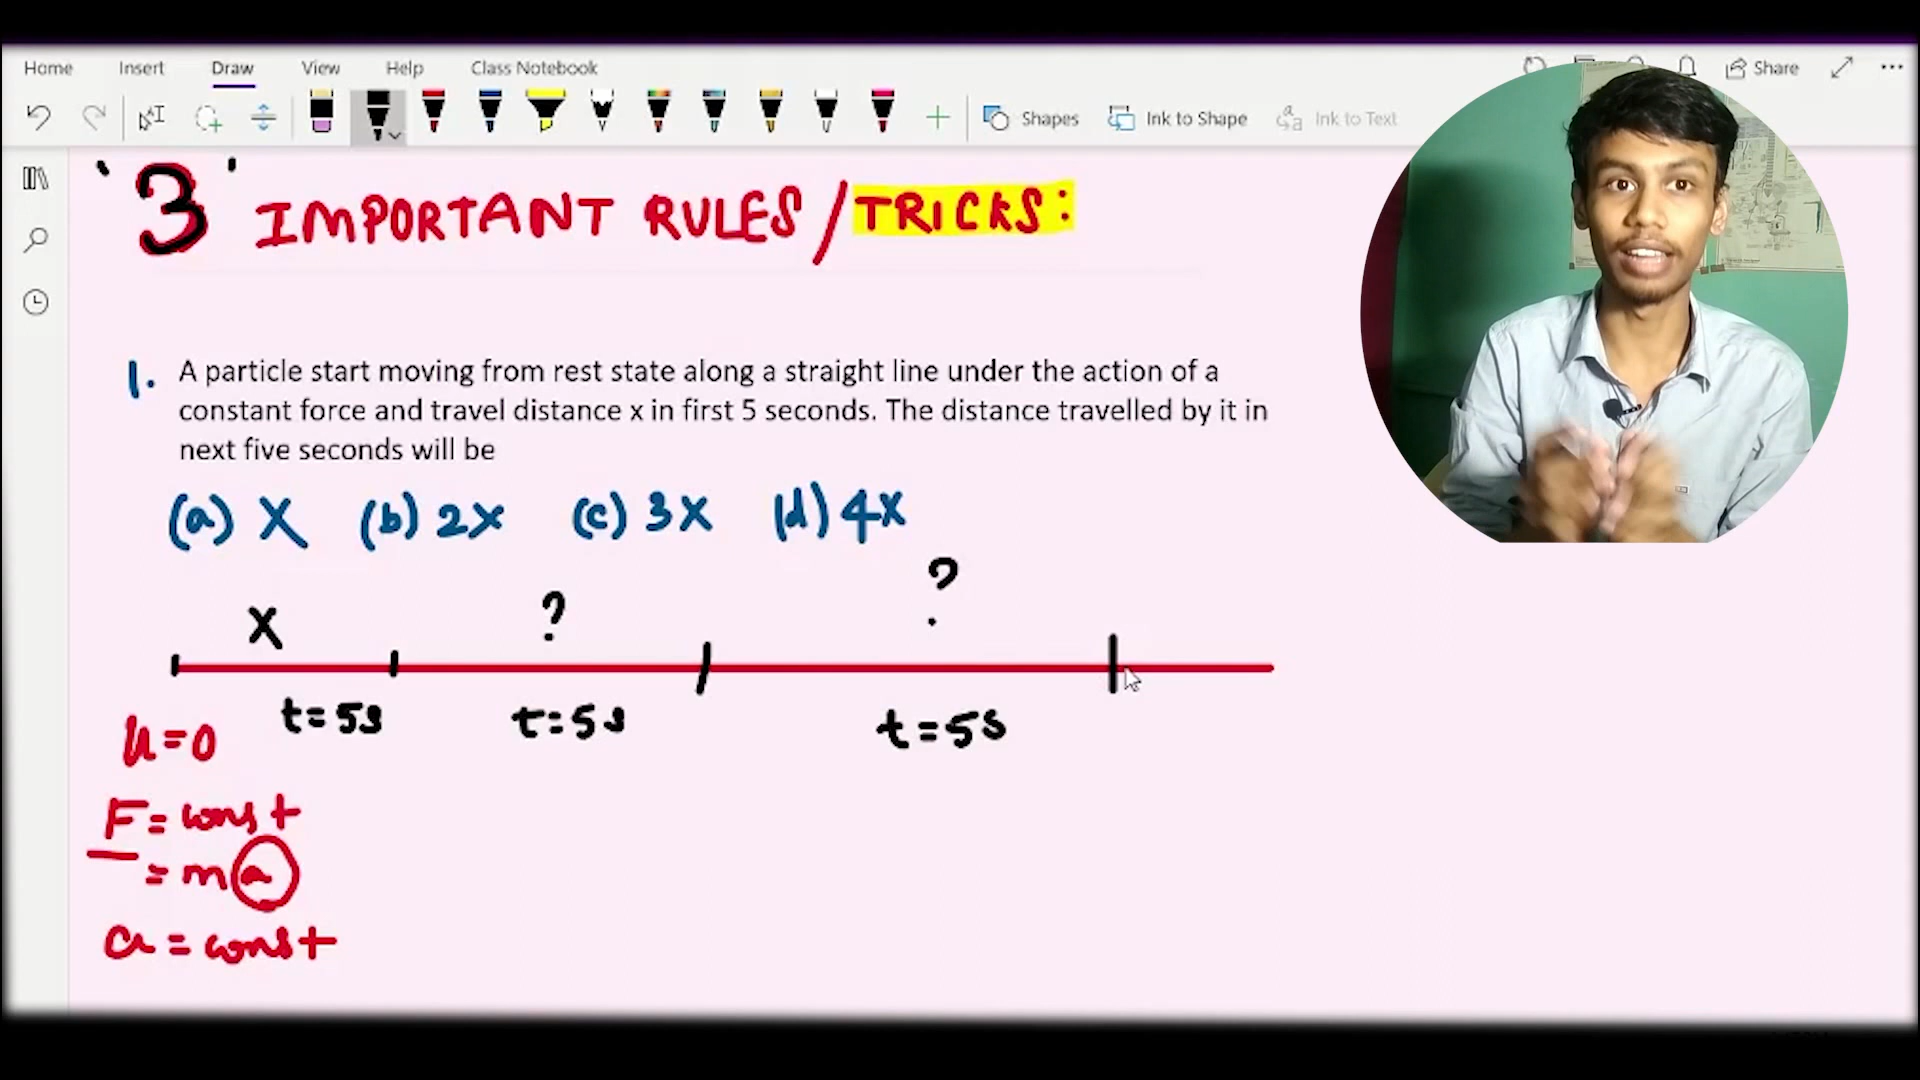 Home Insert Draw View Help Class Notebook Share
Shapes Ink to Shape Ink to Text
'3' IMPORTANT RULES / TRICKS:
1. A particle start moving from rest state along a straight line under the action of a
constant force and travel distance x in first 5 seconds. The distance travelled by it in
next five seconds will be
(a) X (b) 2x (c) 3x (d) 4x
X ? ?
t=5s t=5s t=5s
u=0
F = const
= ma
a = const